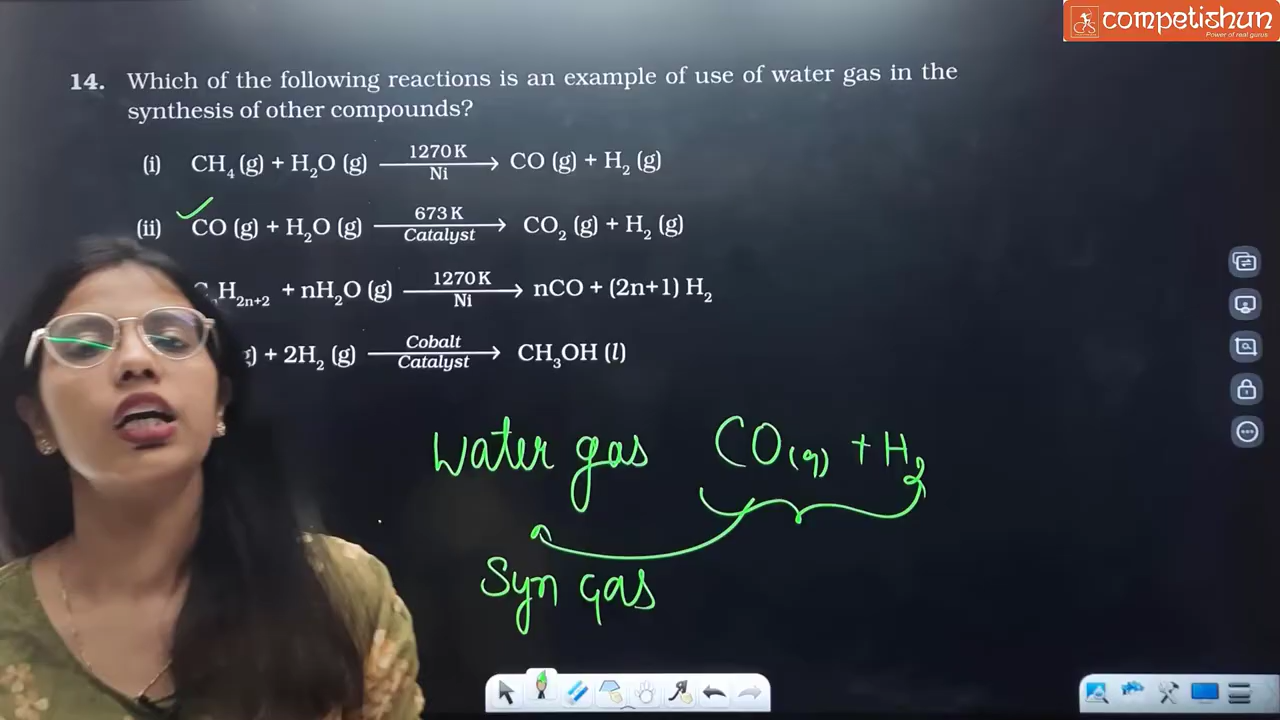 competishun
Power of real gurus
14. Which of the following reactions is an example of use of water gas in the
synthesis of other compounds?
(i) CH₄ (g) + H₂O (g) —1270 K / Ni→ CO (g) + H₂ (g)
(ii) CO (g) + H₂O (g) —673 K / Catalyst→ CO₂ (g) + H₂ (g)
H₂ₙ₊₂ + nH₂O (g) —1270 K / Ni→ nCO + (2n+1) H₂
g) + 2H₂ (g) —Cobalt / Catalyst→ CH₃OH (l)
Water gas CO(g) + H₂
Syn gas